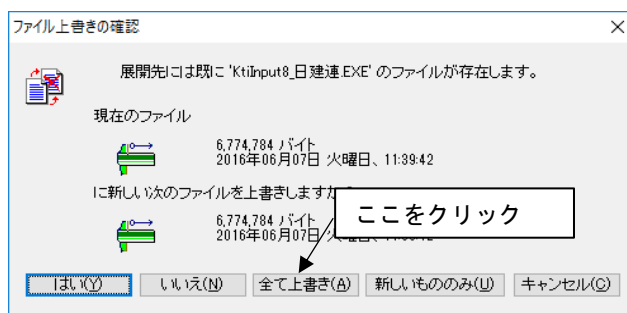 ファイル上書きの確認
展開先には既に 'KtiInput8_日建連.EXE' のファイルが存在します。
現在のファイル
6,774,784 バイト
2016年06月07日 火曜日、11:39:42
に新しい次のファイルを上書きしますか
ここをクリック
6,774,784 バイト
2016年06月07日
はい(Y)
いいえ(N)
全て上書き(A)
新しいもののみ(U)
キャンセル(C)